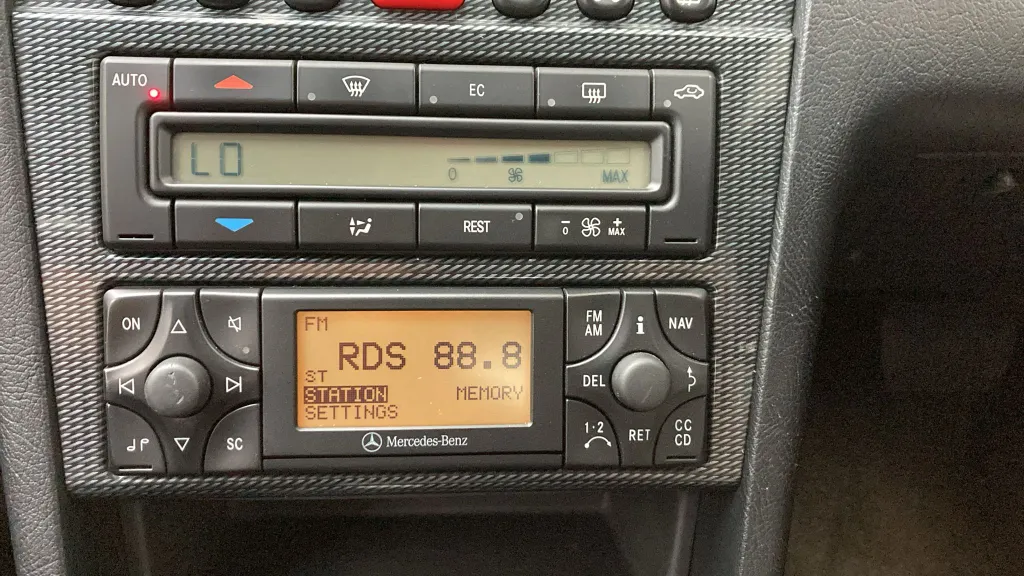 AUTO
EC
LO
0
MAX
REST
– 0 + MAX
ON
FM
AM
NAV
FM
RDS 88.8
ST
STATION MEMORY
SETTINGS
DEL
SC
1·2
RET
CC
CD
Mercedes-Benz